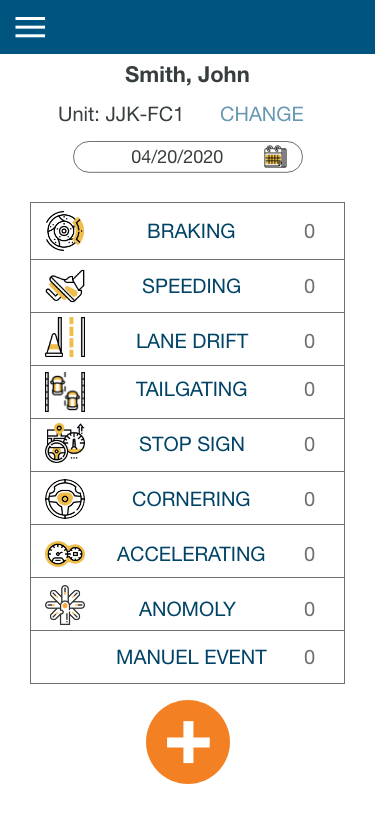 Smith, John
Unit: JJK-FC1 CHANGE
04/20/2020
BRAKING 0
SPEEDING 0
LANE DRIFT 0
TAILGATING 0
STOP SIGN 0
CORNERING 0
ACCELERATING 0
ANOMOLY 0
MANUEL EVENT 0